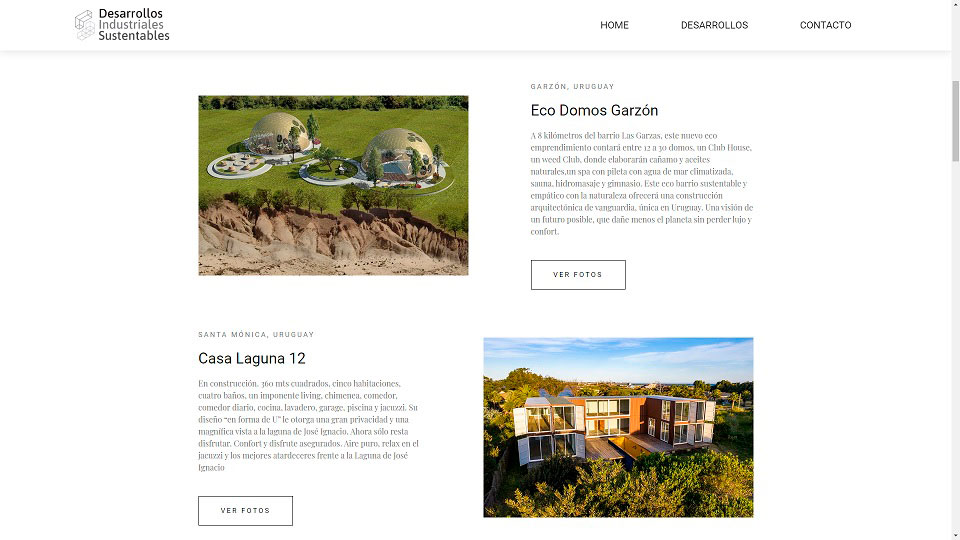 Desarrollos
Industriales
Sustentables
HOME
DESARROLLOS
CONTACTO
GARZÓN, URUGUAY
Eco Domos Garzón
A 8 kilómetros del barrio Las Garzas, este nuevo eco
emprendimiento contará entre 12 a 30 domos, un Club House,
un weed Club, donde elaborarán cañamo y aceites
naturales,un spa con pileta con agua de mar climatizada,
sauna, hidromasaje y gimnasio. Este eco barrio sustentable y
empático con la naturaleza ofrecerá una construcción
arquitectónica de vanguardia, única en Uruguay. Una visión de
un futuro posible, que dañe menos el planeta sin perder lujo y
confort.
VER FOTOS
SANTA MÓNICA, URUGUAY
Casa Laguna 12
En construcción. 360 mts cuadrados, cinco habitaciones,
cuatro baños, un imponente living, chimenea, comedor,
comedor diario, cocina, lavadero, garage, piscina y jacuzzi. Su
diseño “en forma de U” le otorga una gran privacidad y una
magnífica vista a la laguna de José Ignacio. Ahora sólo resta
disfrutar. Confort y disfrute asegurados. Aire puro, relax en el
jacuzzi y los mejores atardeceres frente a la Laguna de José
Ignacio
VER FOTOS